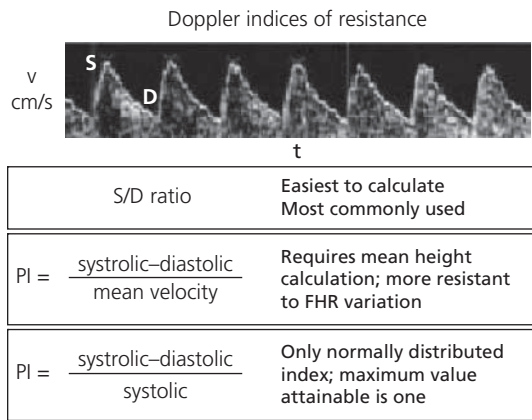 Doppler indices of resistance
S
D
v
cm/s
t
S/D ratio
Easiest to calculate
Most commonly used
PI = systrolic–diastolic
mean velocity
Requires mean height
calculation; more resistant
to FHR variation
PI = systrolic–diastolic
systolic
Only normally distributed
index; maximum value
attainable is one